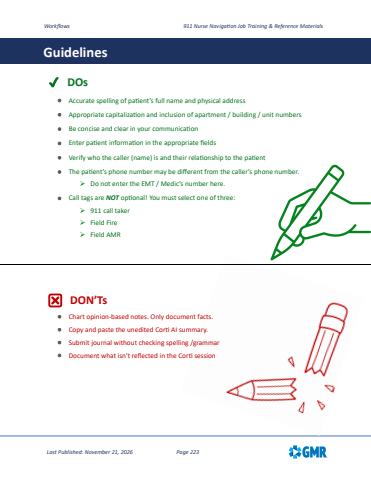 Workflows 911 Nurse Navigation Job Training & Reference Materials
Guidelines
DOs
Accurate spelling of patient's full name and physical address
Appropriate capitalization and inclusion of apartment / building / unit numbers
Be concise and clear in your communication
Enter patient information in the appropriate fields
Verify who the caller (name) is and their relationship to the patient
The patient's phone number may be different from the caller's phone number.
Do not enter the EMT / Medic's number here.
Call tags are NOT optional! You must select one of three:
911 call taker
Field Fire
Field AMR
DON'Ts
Chart opinion-based notes. Only document facts.
Copy and paste the unedited Corti AI summary.
Submit journal without checking spelling /grammar
Document what isn't reflected in the Corti session
Last Published: November 21, 2026 Page 223
GMR